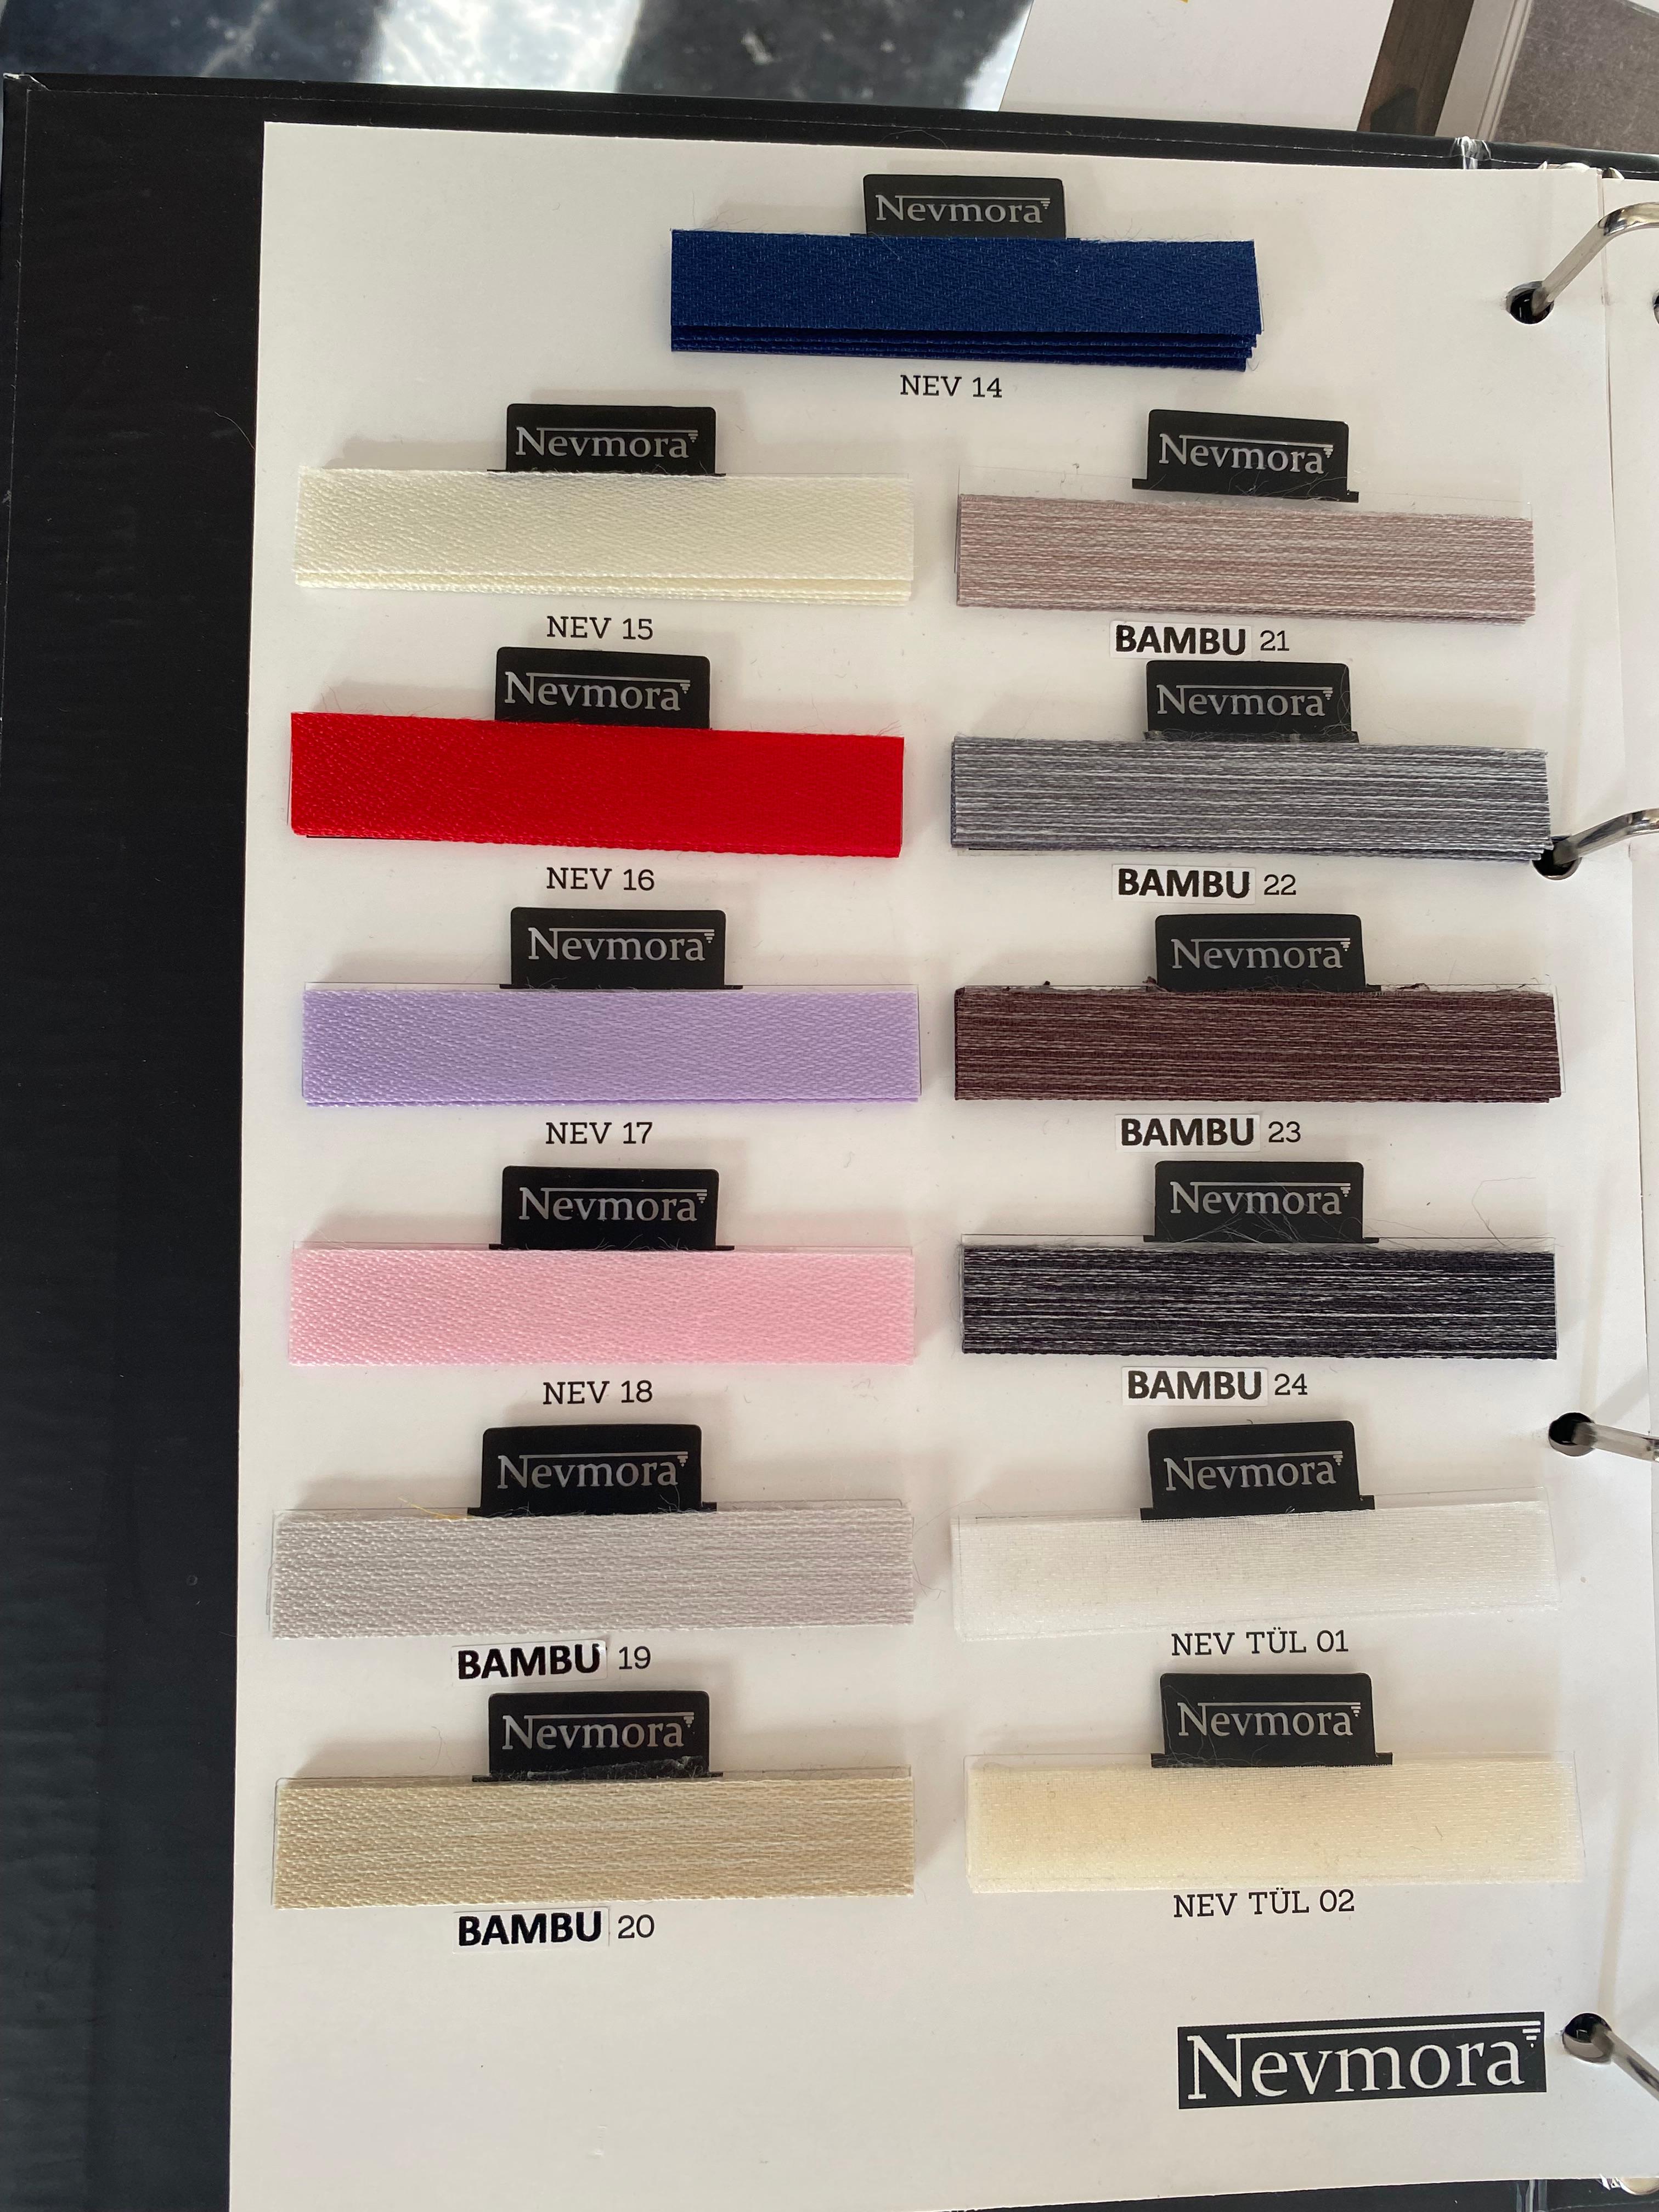 Nevmora
NEV 14
Nevmora
NEV 15
Nevmora
BAMBU 21
Nevmora
NEV 16
Nevmora
BAMBU 22
Nevmora
NEV 17
Nevmora
BAMBU 23
Nevmora
NEV 18
Nevmora
BAMBU 24
Nevmora
BAMBU 19
Nevmora
NEV TÜL 01
Nevmora
BAMBU 20
Nevmora
NEV TÜL 02
Nevmora